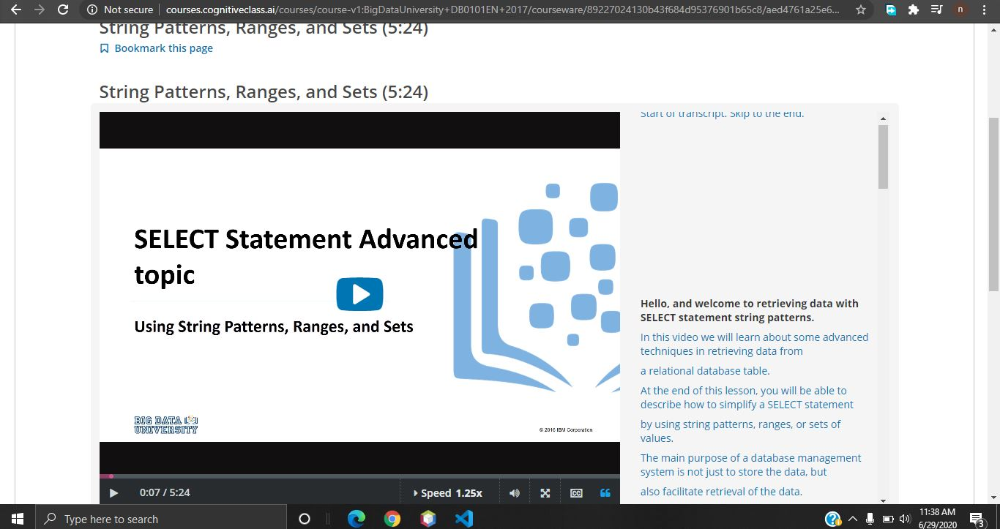 Not secure
courses.cognitiveclass.ai/courses/course-v1:BigDataUniversity+DB0101EN+2017/courseware/89227024130b43f684d95376901b65c8/aed4761a25e6...
n
String Patterns, Ranges, and Sets (5:24)
Bookmark this page
String Patterns, Ranges, and Sets (5:24)
SELECT Statement Advanced
topic
Using String Patterns, Ranges, and Sets
BIG DATA
UNIVERSITY
© 2016 IBM Corporation
0:07 / 5:24
Speed 1.25x
CC
Start of transcript. Skip to the end.
Hello, and welcome to retrieving data with
SELECT statement string patterns.
In this video we will learn about some advanced
techniques in retrieving data from
a relational database table.
At the end of this lesson, you will be able to
describe how to simplify a SELECT statement
by using string patterns, ranges, or sets of
values.
The main purpose of a database management
system is not just to store the data, but
also facilitate retrieval of the data.
Type here to search
11:38 AM
6/29/2020
3